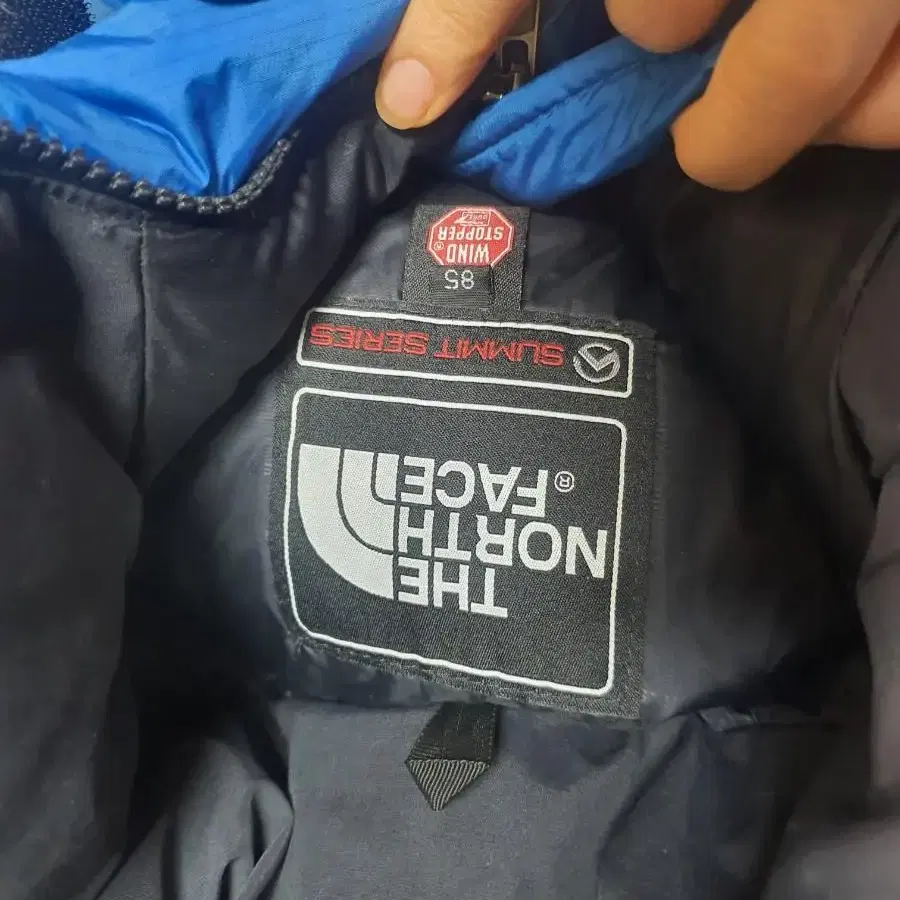 THE
NORTH
FACE®
SUMMIT SERIES
85
WIND
STOPPER®